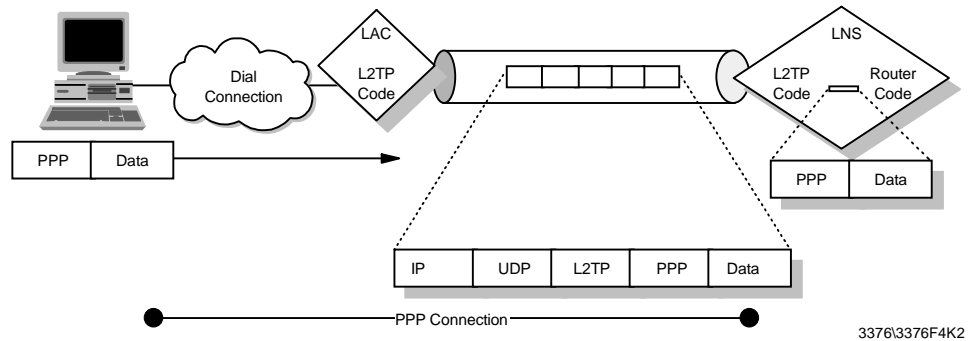 LAC
L2TP
Code
Dial
Connection
LNS
L2TP
Code
Router
Code
PPP Data
PPP Data
IP UDP L2TP PPP Data
PPP Connection
3376\3376F4K2